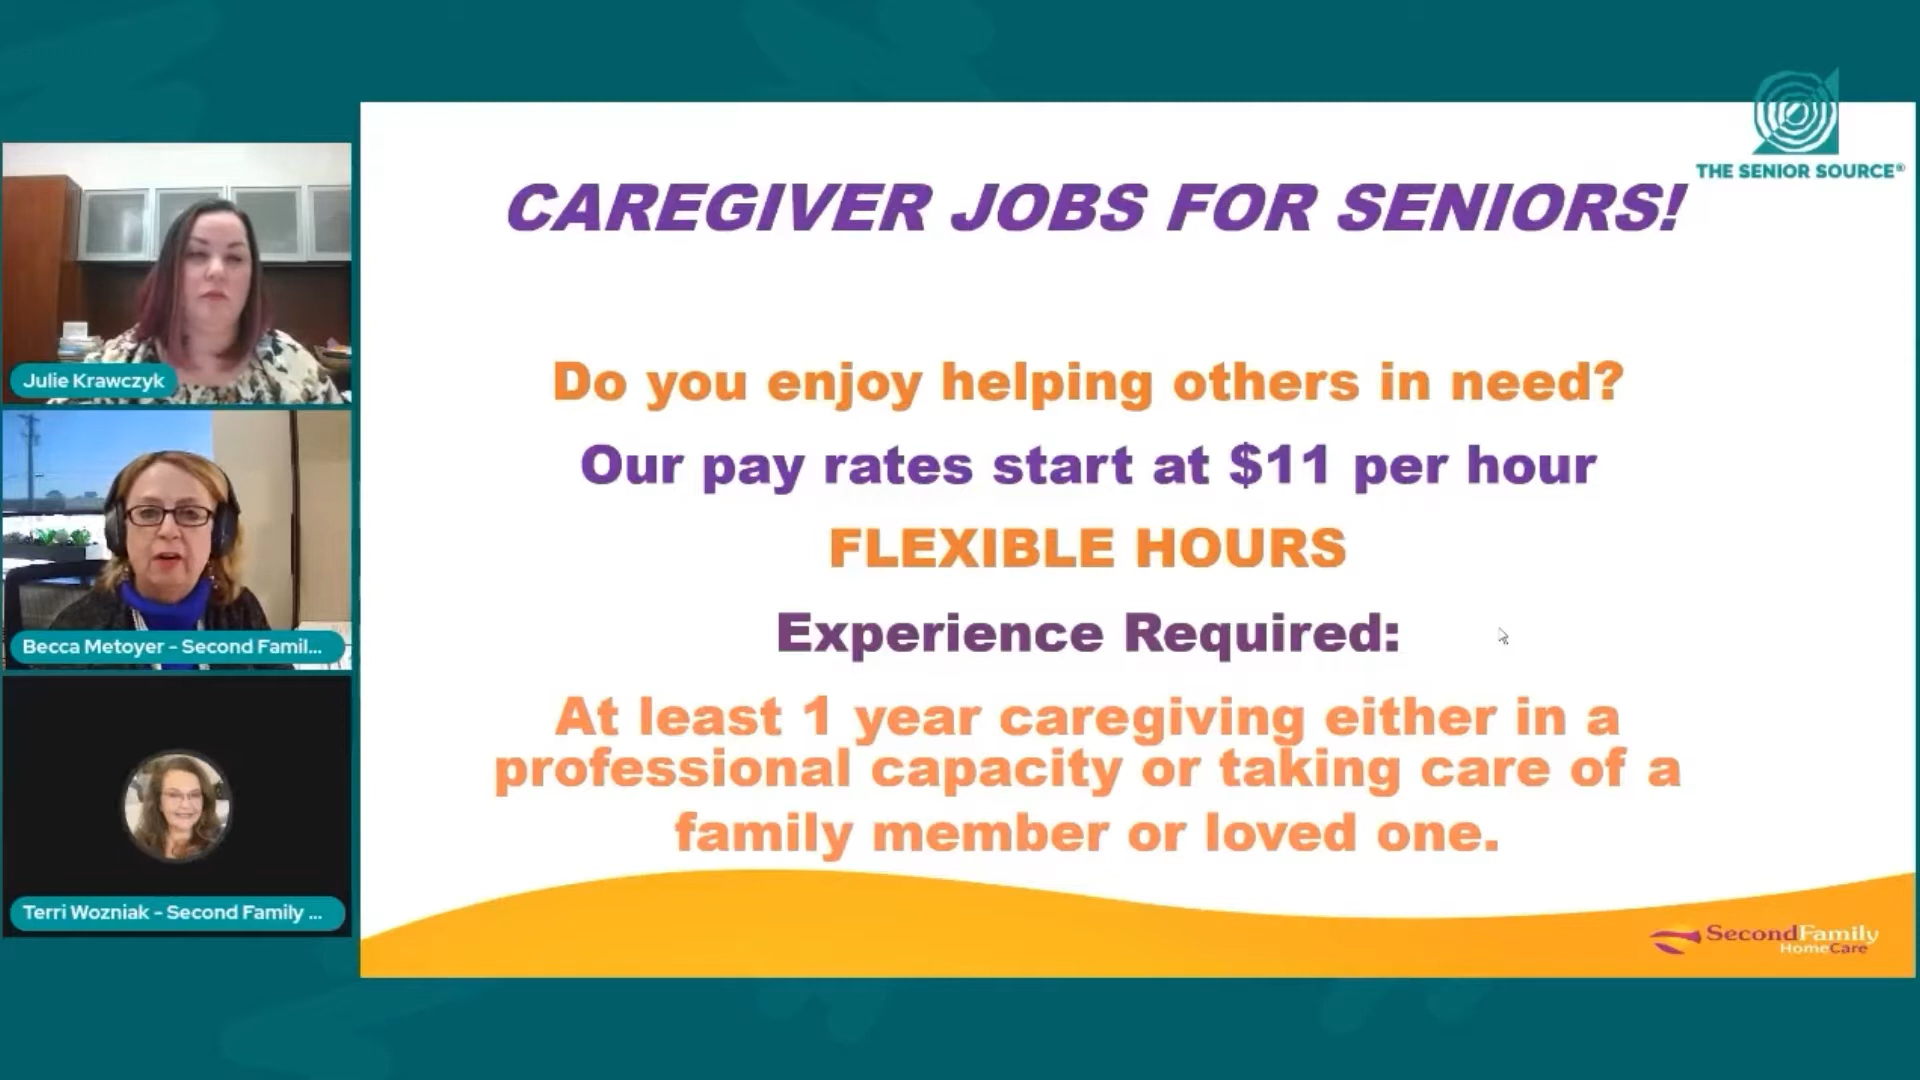 THE SENIOR SOURCE®
CAREGIVER JOBS FOR SENIORS!
Do you enjoy helping others in need?
Our pay rates start at $11 per hour
FLEXIBLE HOURS
Experience Required:
At least 1 year caregiving either in a
professional capacity or taking care of a
family member or loved one.
SecondFamily
HomeCare
Julie Krawczyk
Becca Metoyer - Second Famil...
Terri Wozniak - Second Family ...